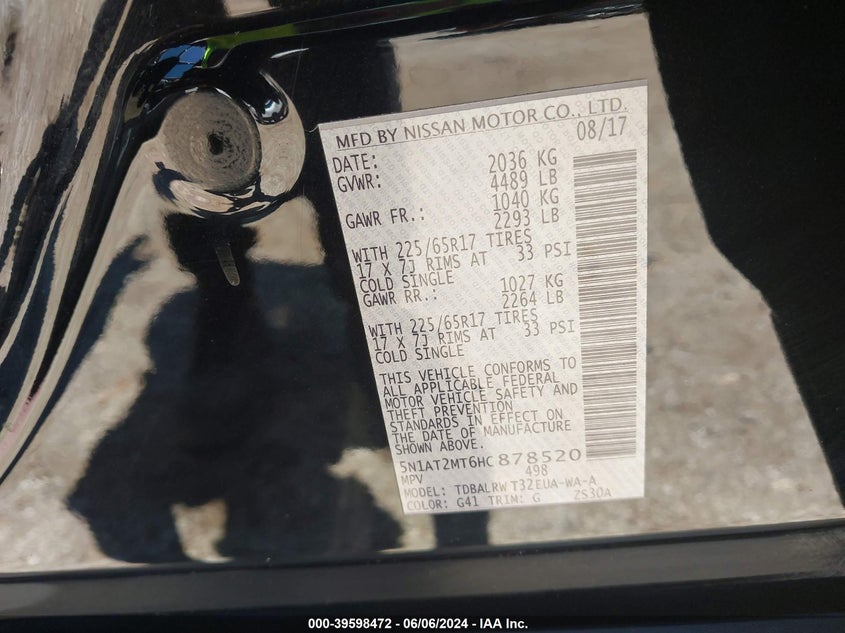 MFD BY NISSAN MOTOR CO., LTD.
DATE: 08/17
GVWR: 2036 KG
4489 LB
GAWR FR.: 1040 KG
2293 LB
WITH 225/65R17 TIRES
17 X 7J RIMS AT 33 PSI
COLD SINGLE
GAWR RR.: 1027 KG
2264 LB
WITH 225/65R17 TIRES
17 X 7J RIMS AT 33 PSI
COLD SINGLE
THIS VEHICLE CONFORMS TO
ALL APPLICABLE FEDERAL
MOTOR VEHICLE SAFETY AND
THEFT PREVENTION
STANDARDS IN EFFECT ON
THE DATE OF MANUFACTURE
SHOWN ABOVE.
5N1AT2MT6HC878520
MPV 498
MODEL: TDBALRW T32EUA-WA-A
COLOR: G41 TRIM: G ZS30A
000-39598472 - 06/06/2024 - IAA Inc.